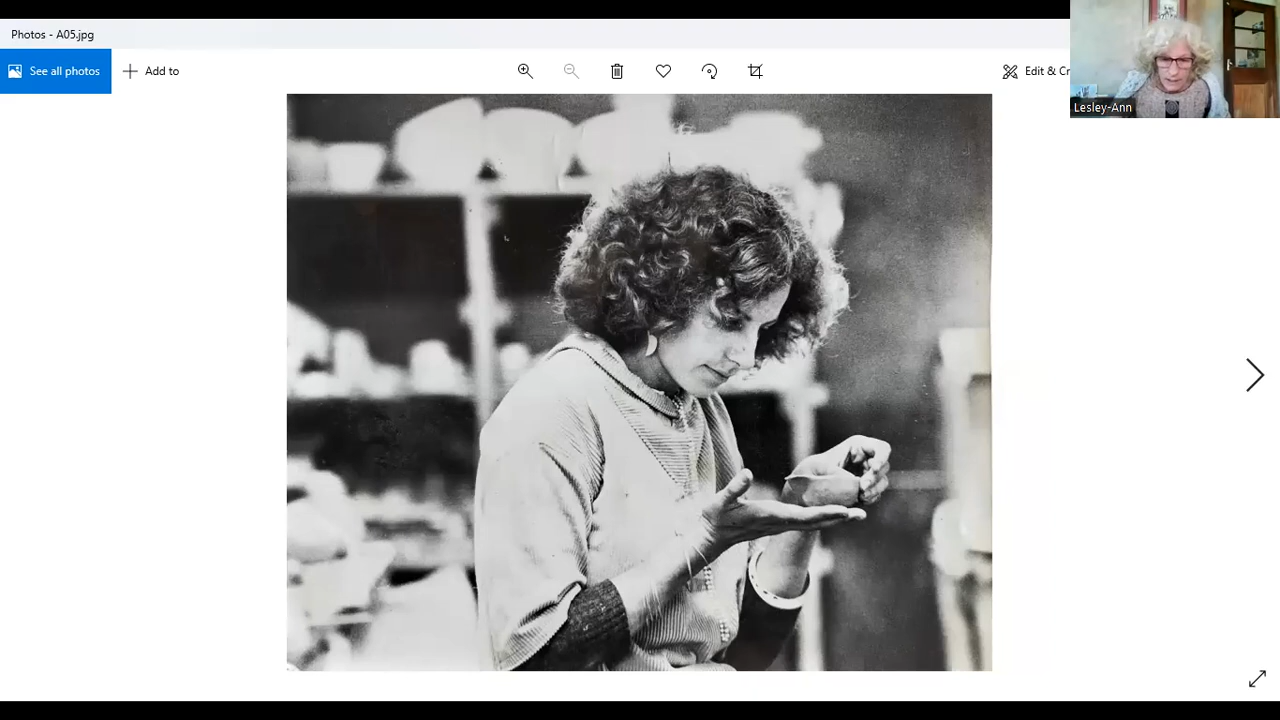 Photos - A05.jpg
See all photos
Add to
Edit & Cr
Lesley-Ann